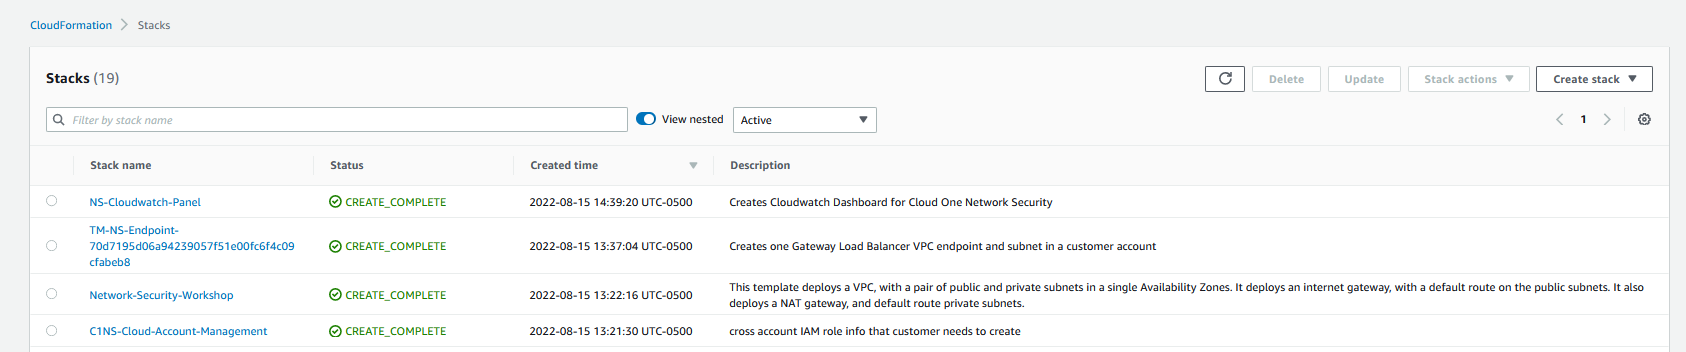 CloudFormation > Stacks
Stacks (19)
Delete
Update
Stack actions
Create stack
Filter by stack name
View nested
Active
1
Stack name Status Created time Description
NS-Cloudwatch-Panel CREATE_COMPLETE 2022-08-15 14:39:20 UTC-0500 Creates Cloudwatch Dashboard for Cloud One Network Security
TM-NS-Endpoint-
70d7195d06a94239057f51e00fc6f4c09 CREATE_COMPLETE 2022-08-15 13:37:04 UTC-0500 Creates one Gateway Load Balancer VPC endpoint and subnet in a customer account
cfabeb8
Network-Security-Workshop CREATE_COMPLETE 2022-08-15 13:22:16 UTC-0500 This template deploys a VPC, with a pair of public and private subnets in a single Availability Zones. It deploys an internet gateway, with a default route on the public subnets. It also
deploys a NAT gateway, and default route private subnets.
C1NS-Cloud-Account-Management CREATE_COMPLETE 2022-08-15 13:21:30 UTC-0500 cross account IAM role info that customer needs to create